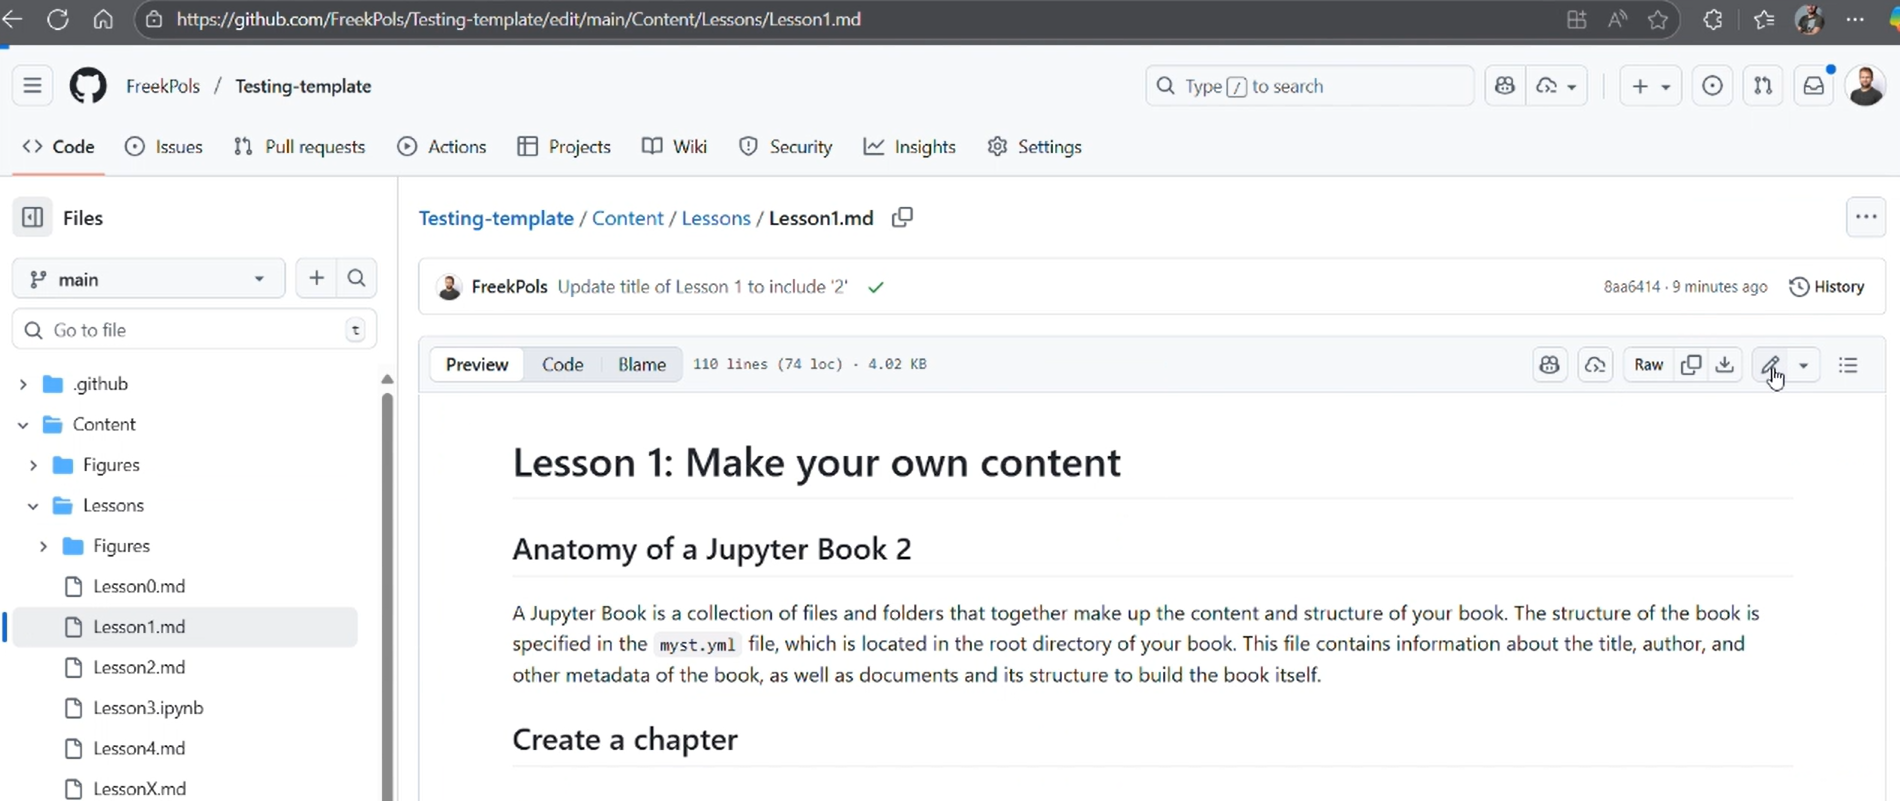 https://github.com/FreekPols/Testing-template/edit/main/Content/Lessons/Lesson1.md
FreekPols / Testing-template
Type / to search
Code Issues Pull requests Actions Projects Wiki Security Insights Settings
Files
main
Go to file
t
.github
Content
Figures
Lessons
Figures
Lesson0.md
Lesson1.md
Lesson2.md
Lesson3.ipynb
Lesson4.md
LessonX.md
Testing-template / Content / Lessons / Lesson1.md
FreekPols Update title of Lesson 1 to include '2'
8aa6414 · 9 minutes ago History
Preview Code Blame 110 lines (74 loc) · 4.02 KB
Raw
Lesson 1: Make your own content
Anatomy of a Jupyter Book 2
A Jupyter Book is a collection of files and folders that together make up the content and structure of your book. The structure of the book is
specified in the myst.yml file, which is located in the root directory of your book. This file contains information about the title, author, and
other metadata of the book, as well as documents and its structure to build the book itself.
Create a chapter